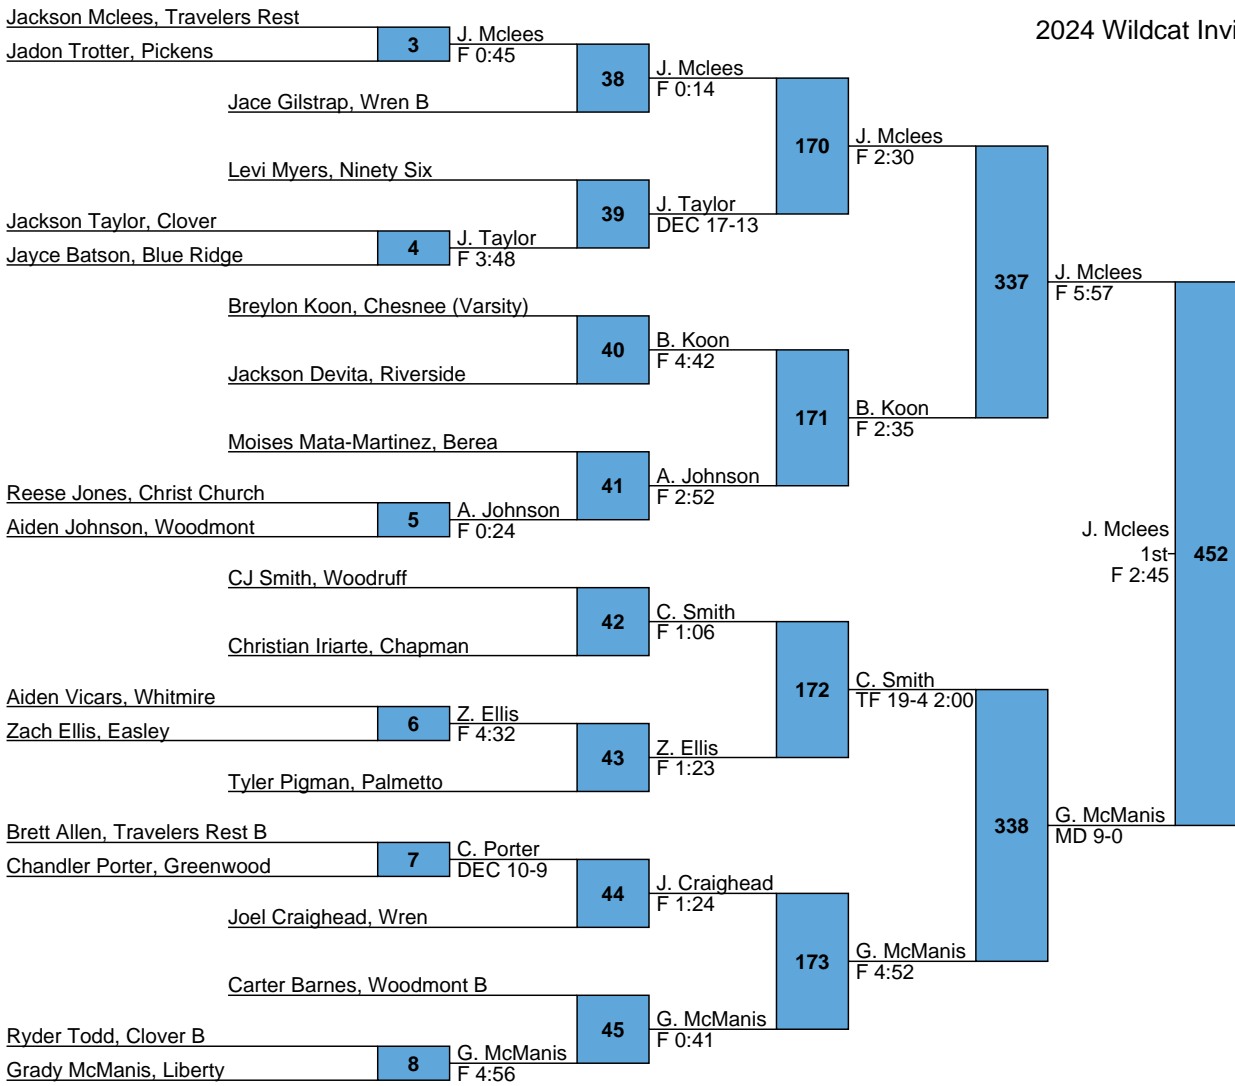 Jackson Mclees, Travelers Rest
2024 Wildcat Invi
3
J. Mclees
Jadon Trotter, Pickens
F 0:45
38
J. Mclees
F 0:14
Jace Gilstrap, Wren B
170
J. Mclees
F 2:30
Levi Myers, Ninety Six
39
J. Taylor
DEC 17-13
Jackson Taylor, Clover
4
J. Taylor
Jayce Batson, Blue Ridge
F 3:48
337
J. Mclees
F 5:57
Breylon Koon, Chesnee (Varsity)
40
B. Koon
F 4:42
Jackson Devita, Riverside
171
B. Koon
F 2:35
Moises Mata-Martinez, Berea
41
A. Johnson
F 2:52
Reese Jones, Christ Church
5
A. Johnson
Aiden Johnson, Woodmont
F 0:24
J. Mclees
1st
452
F 2:45
CJ Smith, Woodruff
42
C. Smith
F 1:06
Christian Iriarte, Chapman
172
C. Smith
TF 19-4 2:00
Aiden Vicars, Whitmire
6
Z. Ellis
Zach Ellis, Easley
F 4:32
43
Z. Ellis
F 1:23
Tyler Pigman, Palmetto
338
G. McManis
MD 9-0
Brett Allen, Travelers Rest B
7
C. Porter
Chandler Porter, Greenwood
DEC 10-9
44
J. Craighead
F 1:24
Joel Craighead, Wren
173
G. McManis
F 4:52
Carter Barnes, Woodmont B
45
G. McManis
F 0:41
Ryder Todd, Clover B
8
G. McManis
Grady McManis, Liberty
F 4:56